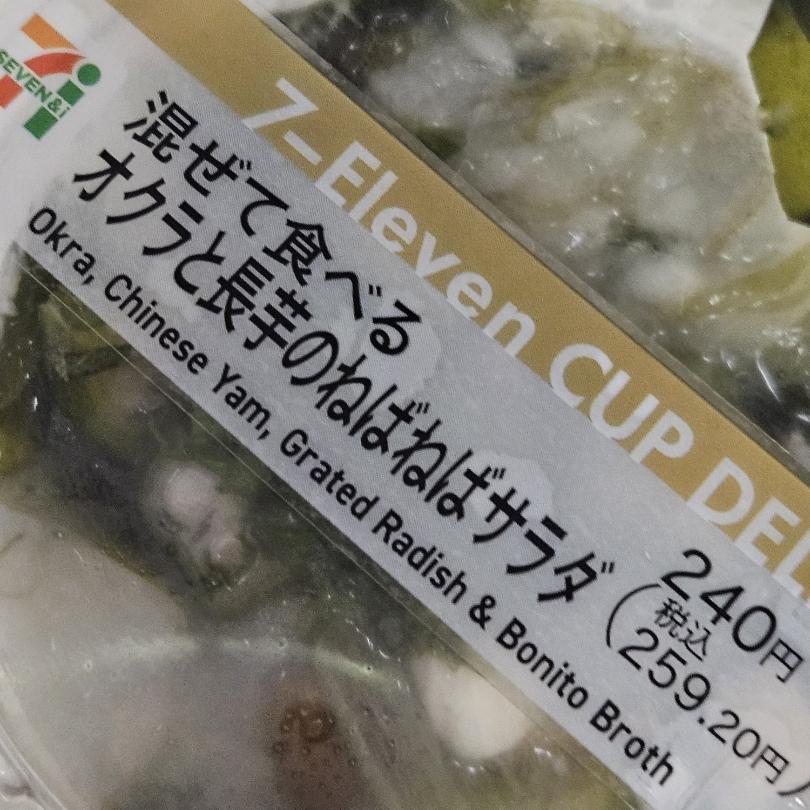 SEVEN&i
7-Eleven CUP DEL
混ぜて食べる
オクラと長芋のねばねばサラダ
Okra, Chinese Yam, Grated Radish & Bonito Broth
240円
(税込
259.20円)